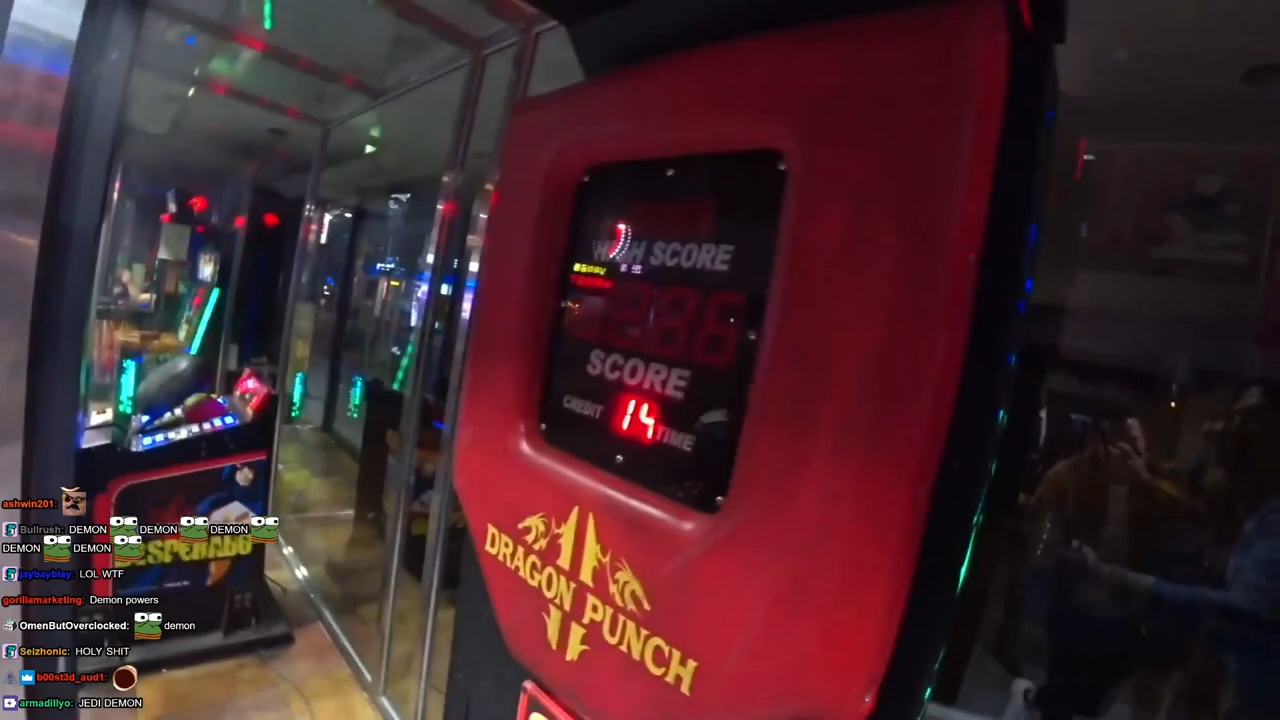 HIGH SCORE
SCORE
CREDIT 14 TIME
DRAGON PUNCH
DESPERADO
ashwin201:
Bullrush: DEMON DEMON DEMON
DEMON DEMON
jaybayblay: LOL WTF
gorillamarketing: Demon powers
OmenButOverclocked: demon
Seizhonic: HOLY SHIT
b00st3d_aud1:
armadillyo: JEDI DEMON